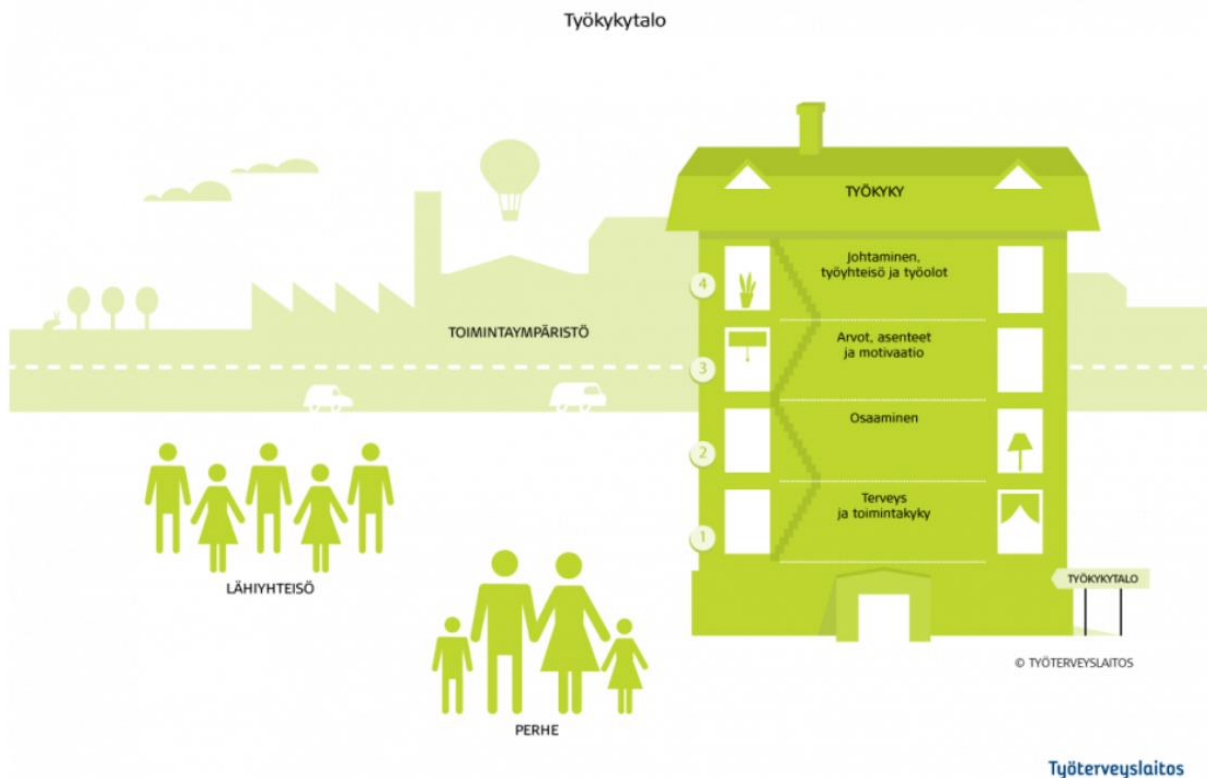 Työkykytalo
TYÖKYKY
4
Johtaminen,
työyhteisö ja työolot
TOIMINTAYMPÄRISTÖ
3
Arvot, asenteet
ja motivaatio
2
Osaaminen
1
Terveys
ja toimintakyky
LÄHIYHTEISÖ
TYÖKYKYTALO
© TYÖTERVEYSLAITOS
PERHE
Työterveyslaitos